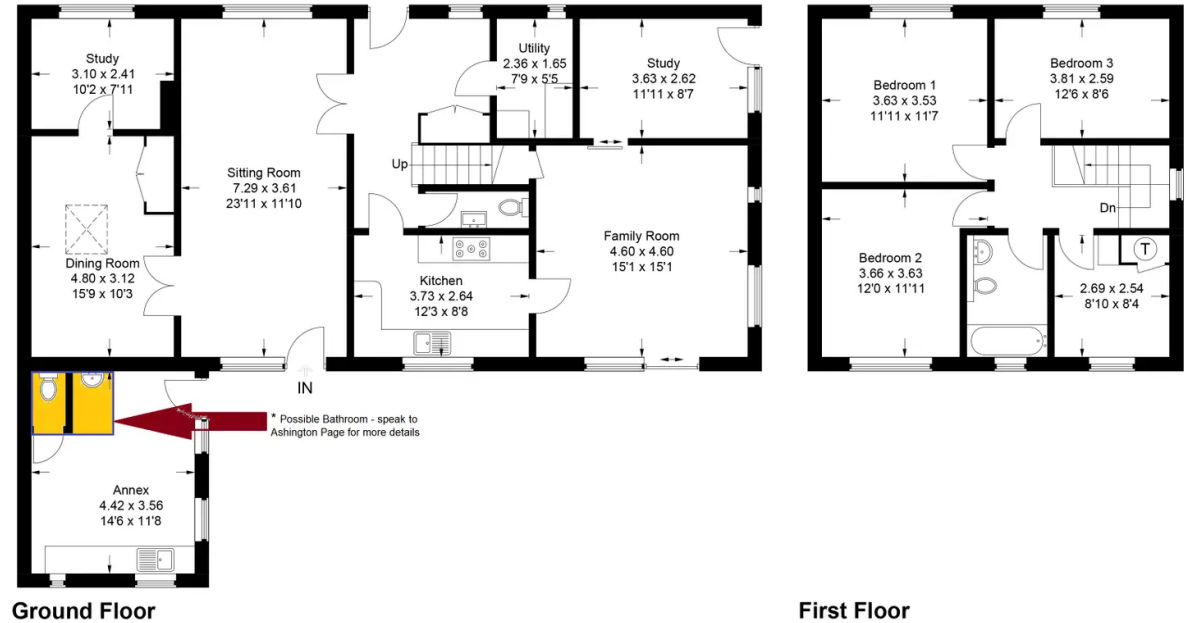 Study
3.10 x 2.41
10'2 x 7'11
Sitting Room
7.29 x 3.61
23'11 x 11'10
Utility
2.36 x 1.65
7'9 x 5'5
Study
3.63 x 2.62
11'11 x 8'7
Up
Dining Room
4.80 x 3.12
15'9 x 10'3
Kitchen
3.73 x 2.64
12'3 x 8'8
Family Room
4.60 x 4.60
15'1 x 15'1
IN
* Possible Bathroom - speak to
Ashington Page for more details
Annex
4.42 x 3.56
14'6 x 11'8
Ground Floor
Bedroom 1
3.63 x 3.53
11'11 x 11'7
Bedroom 3
3.81 x 2.59
12'6 x 8'6
Dn
Bedroom 2
3.66 x 3.63
12'0 x 11'11
T
2.69 x 2.54
8'10 x 8'4
First Floor